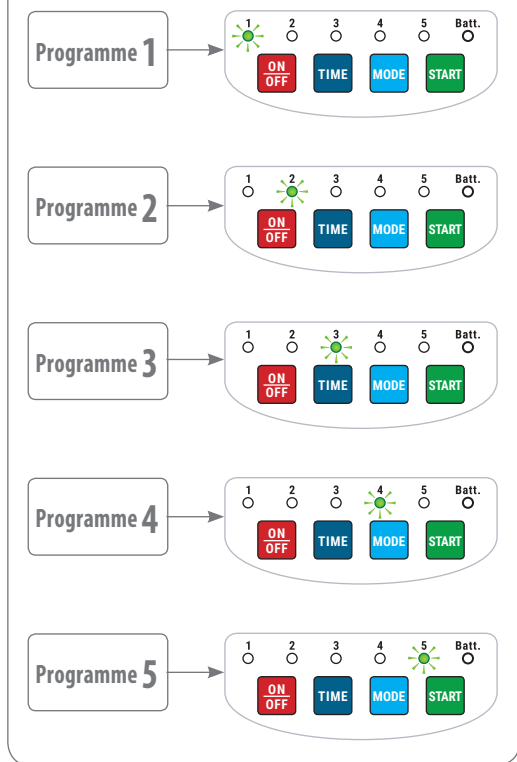 1 2 3 4 5 Batt.
Programme 1
ON
OFF
TIME MODE START
1 2 3 4 5 Batt.
Programme 2
ON
OFF
TIME MODE START
1 2 3 4 5 Batt.
Programme 3
ON
OFF
TIME MODE START
1 2 3 4 5 Batt.
Programme 4
ON
OFF
TIME MODE START
1 2 3 4 5 Batt.
Programme 5
ON
OFF
TIME MODE START